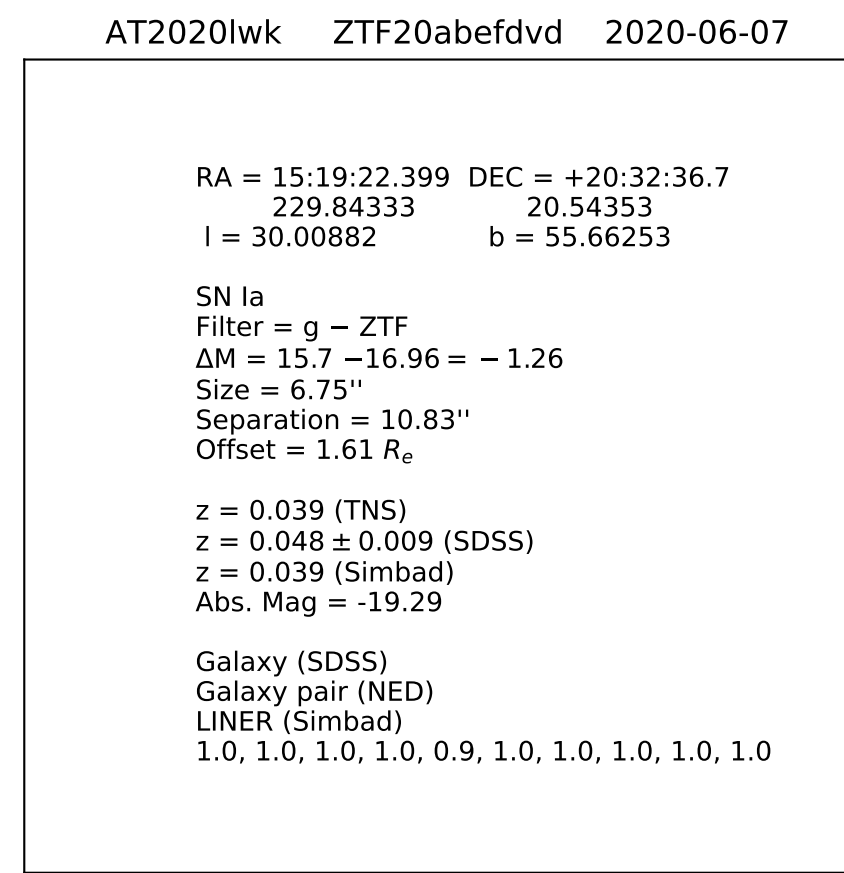 AT2020lwk ZTF20abefdvd 2020-06-07
RA = 15:19:22.399 DEC = +20:32:36.7
229.84333 20.54353
l = 30.00882 b = 55.66253
SN Ia
Filter = g − ZTF
ΔM = 15.7 −16.96 = − 1.26
Size = 6.75''
Separation = 10.83''
Offset = 1.61 Re
z = 0.039 (TNS)
z = 0.048 ± 0.009 (SDSS)
z = 0.039 (Simbad)
Abs. Mag = -19.29
Galaxy (SDSS)
Galaxy pair (NED)
LINER (Simbad)
1.0, 1.0, 1.0, 1.0, 0.9, 1.0, 1.0, 1.0, 1.0, 1.0